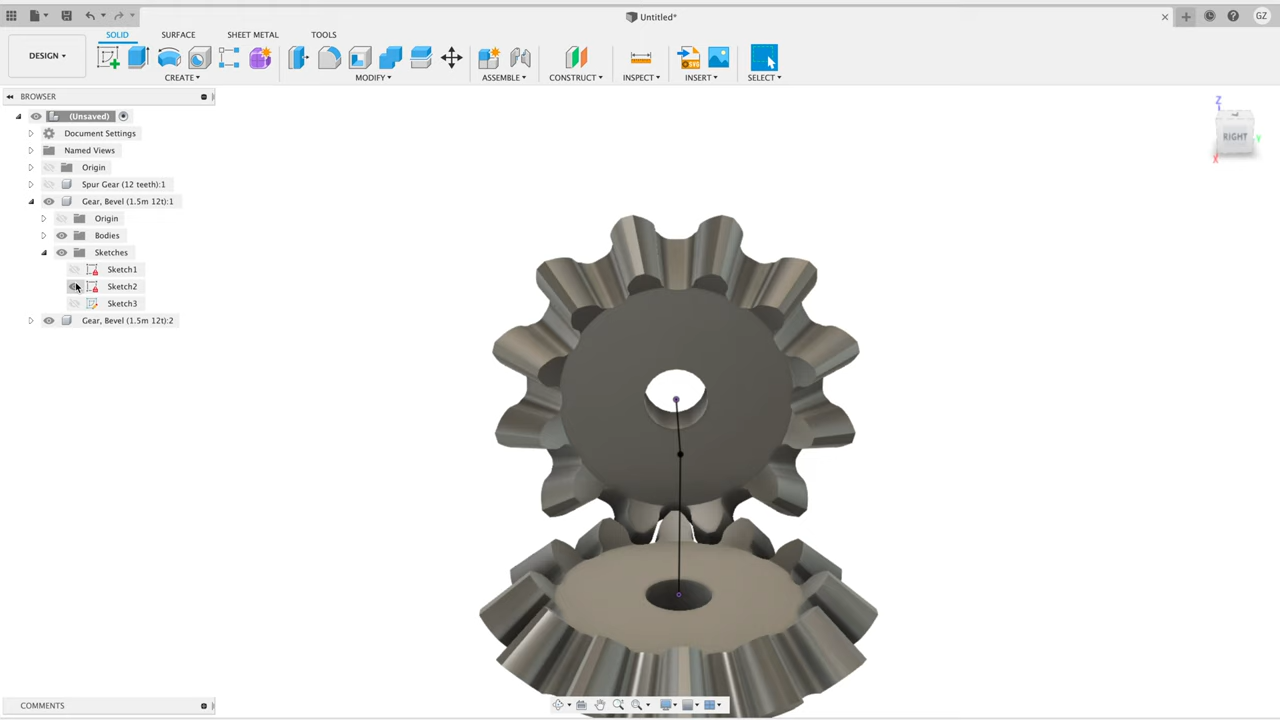 Untitled*
GZ
DESIGN
SOLID SURFACE SHEET METAL TOOLS
CREATE MODIFY ASSEMBLE CONSTRUCT INSPECT INSERT SELECT
BROWSER
(Unsaved)
Document Settings
Named Views
Origin
Spur Gear (12 teeth):1
Gear, Bevel (1.5m 12t):1
Origin
Bodies
Sketches
Sketch1
Sketch2
Sketch3
Gear, Bevel (1.5m 12t):2
Z
RIGHT
Y
X
COMMENTS